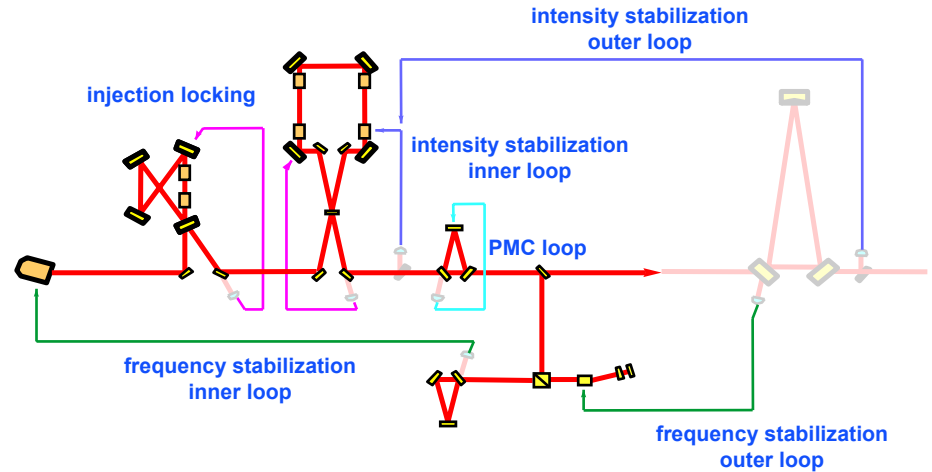 intensity stabilization
outer loop
injection locking
intensity stabilization
inner loop
PMC loop
frequency stabilization
inner loop
frequency stabilization
outer loop